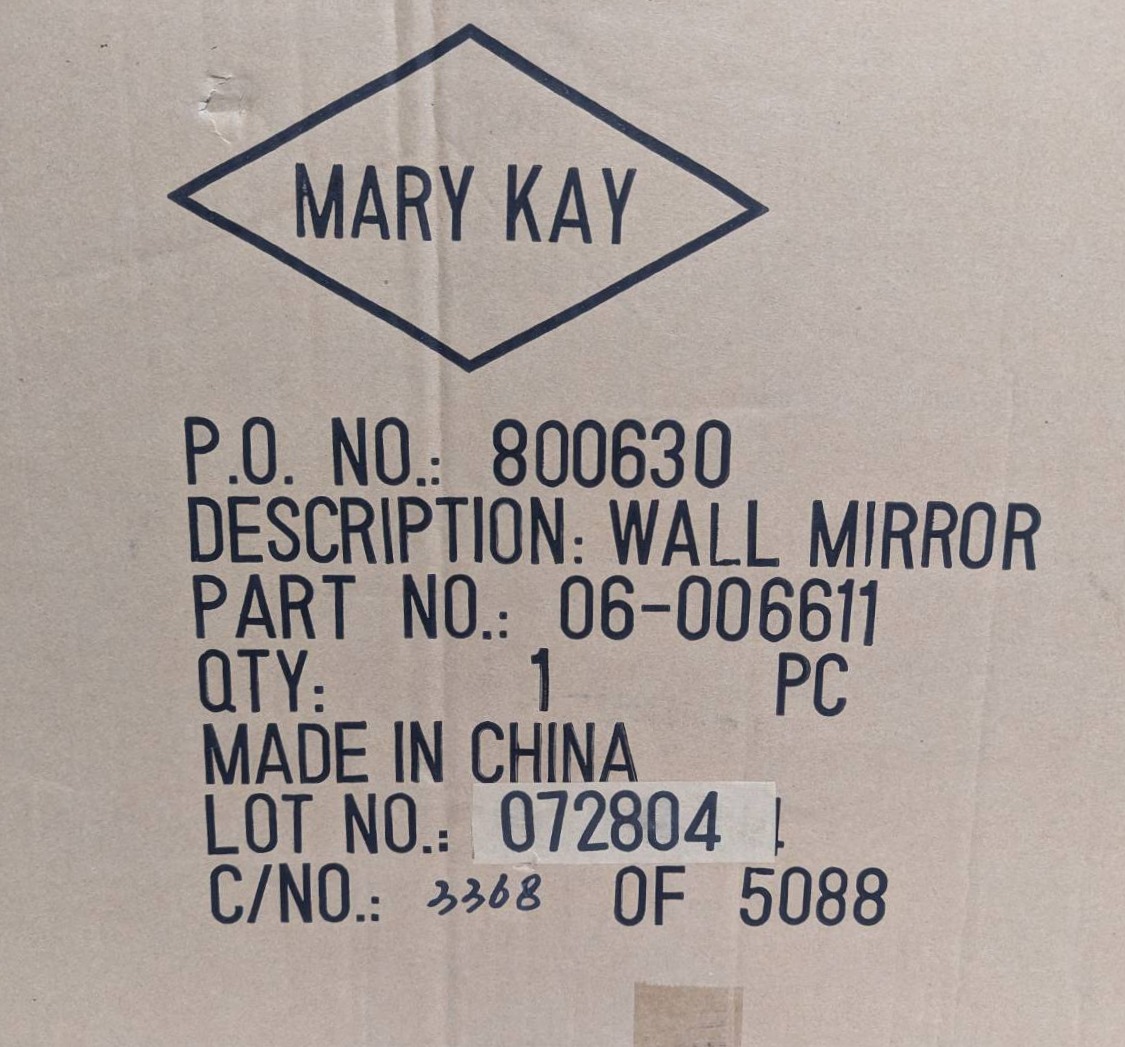 MARY KAY
P.O. NO.: 800630
DESCRIPTION: WALL MIRROR
PART NO.: 06-006611
QTY: 1 PC
MADE IN CHINA
LOT NO.: 072804
C/NO.: 3368 OF 5088